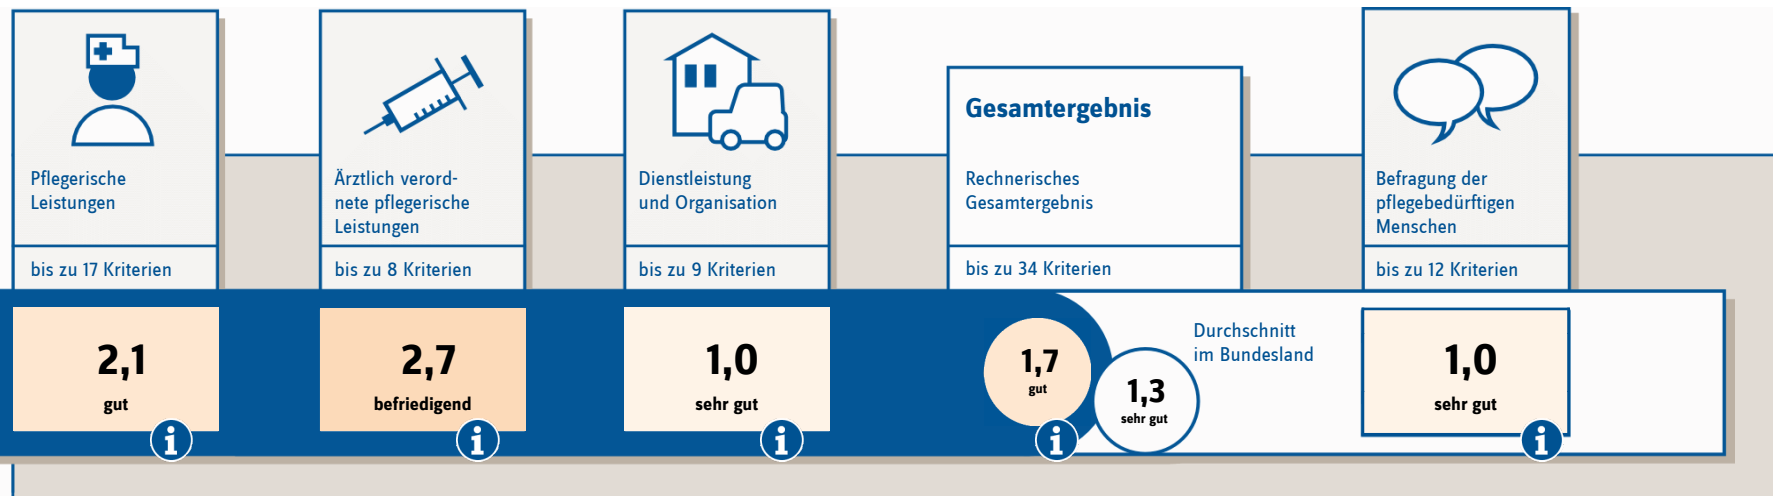 Pflegerische
Leistungen
bis zu 17 Kriterien
2,1
gut
i
Ärztlich verord-
nete pflegerische
Leistungen
bis zu 8 Kriterien
2,7
befriedigend
i
Dienstleistung
und Organisation
bis zu 9 Kriterien
1,0
sehr gut
i
Gesamtergebnis
Rechnerisches
Gesamtergebnis
bis zu 34 Kriterien
1,7
gut
i
1,3
sehr gut
Durchschnitt
im Bundesland
Befragung der
pflegebedürftigen
Menschen
bis zu 12 Kriterien
1,0
sehr gut
i